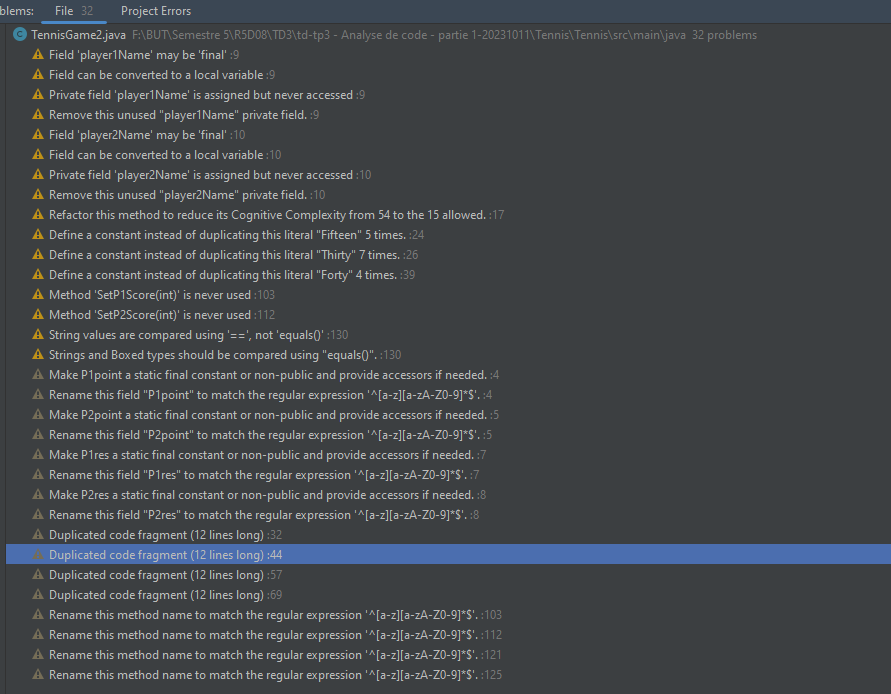 blems: File 32 Project Errors
TennisGame2.java F:\BUT\Semestre 5\R5D08\TD3\td-tp3 - Analyse de code - partie 1-20231011\Tennis\Tennis\src\main\java 32 problems
Field 'player1Name' may be 'final' :9
Field can be converted to a local variable :9
Private field 'player1Name' is assigned but never accessed :9
Remove this unused "player1Name" private field. :9
Field 'player2Name' may be 'final' :10
Field can be converted to a local variable :10
Private field 'player2Name' is assigned but never accessed :10
Remove this unused "player2Name" private field. :10
Refactor this method to reduce its Cognitive Complexity from 54 to the 15 allowed. :17
Define a constant instead of duplicating this literal "Fifteen" 5 times. :24
Define a constant instead of duplicating this literal "Thirty" 7 times. :26
Define a constant instead of duplicating this literal "Forty" 4 times. :39
Method 'SetP1Score(int)' is never used :103
Method 'SetP2Score(int)' is never used :112
String values are compared using '==', not 'equals()' :130
Strings and Boxed types should be compared using "equals()". :130
Make P1point a static final constant or non-public and provide accessors if needed. :4
Rename this field "P1point" to match the regular expression '^[a-z][a-zA-Z0-9]*$'. :4
Make P2point a static final constant or non-public and provide accessors if needed. :5
Rename this field "P2point" to match the regular expression '^[a-z][a-zA-Z0-9]*$'. :5
Make P1res a static final constant or non-public and provide accessors if needed. :7
Rename this field "P1res" to match the regular expression '^[a-z][a-zA-Z0-9]*$'. :7
Make P2res a static final constant or non-public and provide accessors if needed. :8
Rename this field "P2res" to match the regular expression '^[a-z][a-zA-Z0-9]*$'. :8
Duplicated code fragment (12 lines long) :32
Duplicated code fragment (12 lines long) :44
Duplicated code fragment (12 lines long) :57
Duplicated code fragment (12 lines long) :69
Rename this method name to match the regular expression '^[a-z][a-zA-Z0-9]*$'. :103
Rename this method name to match the regular expression '^[a-z][a-zA-Z0-9]*$'. :112
Rename this method name to match the regular expression '^[a-z][a-zA-Z0-9]*$'. :121
Rename this method name to match the regular expression '^[a-z][a-zA-Z0-9]*$'. :125